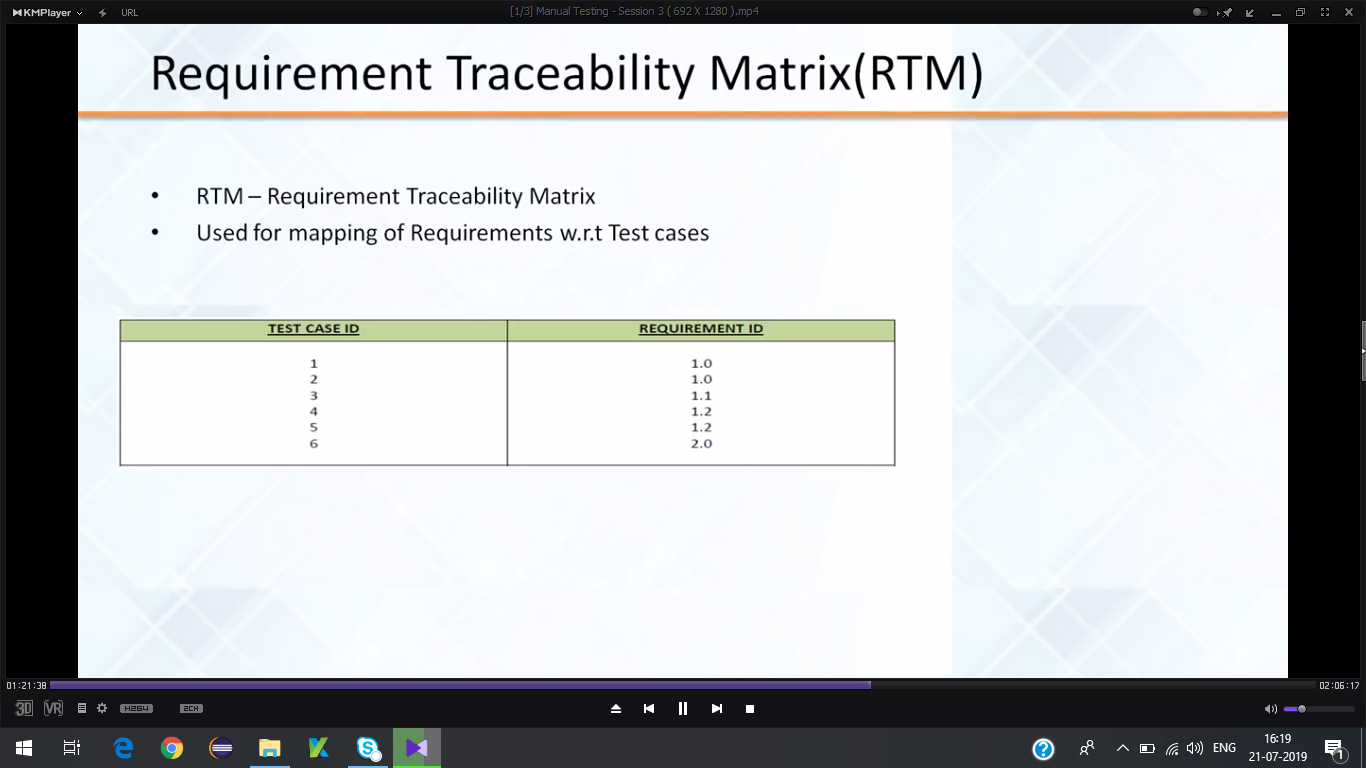 KMPlayer
URL
[1/3] Manual Testing - Session 3 ( 692 X 1280 ).mp4
Requirement Traceability Matrix(RTM)
• RTM – Requirement Traceability Matrix
• Used for mapping of Requirements w.r.t Test cases
TEST CASE ID REQUIREMENT ID
1 1.0
2 1.0
3 1.1
4 1.2
5 1.2
6 2.0
01:21:38 02:06:17
3D VR H264 2CH
ENG
16:19
21-07-2019
1